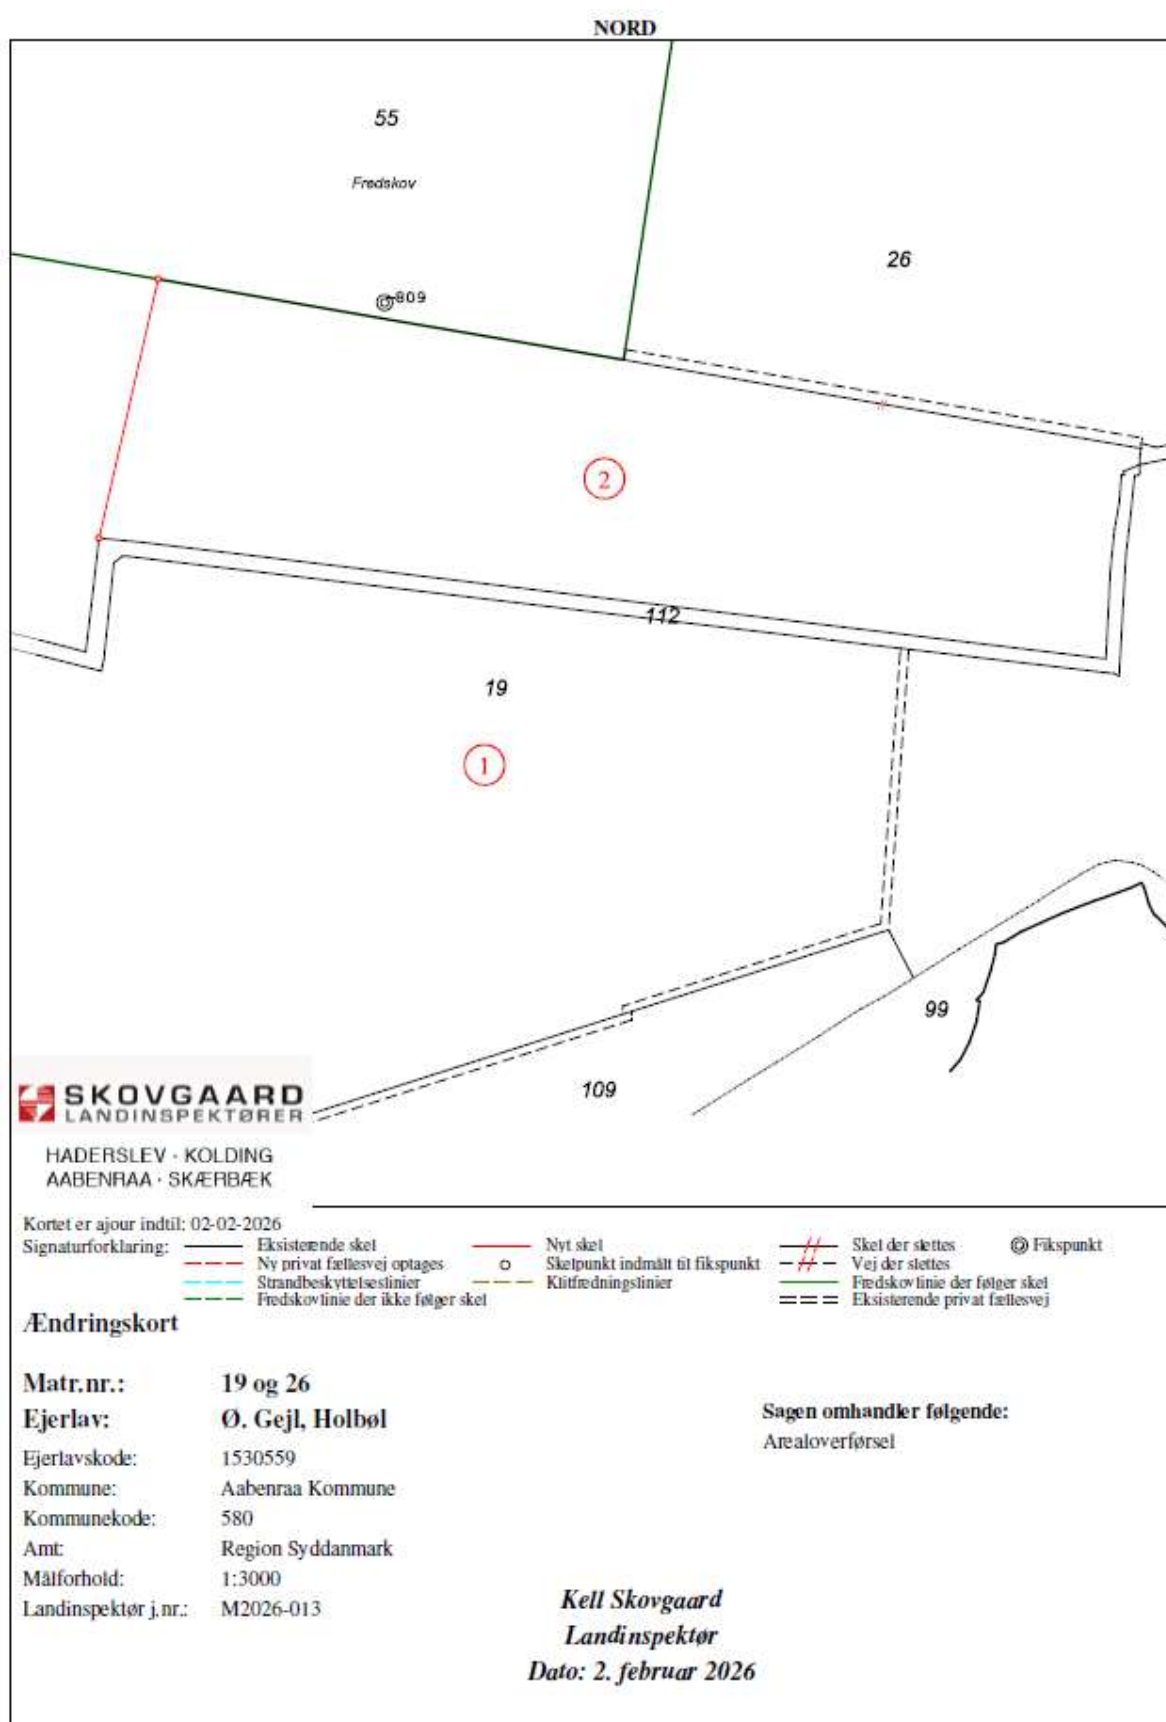 NORD
55
Fredskov
26
809
2
112
19
1
99
109
SKOVGAARD
LANDINSPEKTØRER
HADERSLEV · KOLDING
AABENRAA · SKÆRBÆK
Kortet er ajour indtil: 02-02-2026
Signaturforklaring:
Eksisterende skel
Nyt skel
Skel der slettes
Fikspunkt
Ny privat fællesvej optages
Skelpunkt indmålt til fikspunkt
Vej der slettes
Strandbeskyttelseslinier
Klitfredningslinier
Fredskovlinie der følger skel
Fredskovlinie der ikke følger skel
Eksisterende privat fællesvej
Ændringskort
Matr.nr.: 19 og 26
Ejerlav: Ø. Gejl, Holbøl
Sagen omhandler følgende:
Arealoverførsel
Ejerlavskode: 1530559
Kommune: Aabenraa Kommune
Kommunekode: 580
Amt: Region Syddanmark
Målforhold: 1:3000
Landinspektør j.nr.: M2026-013
Kell Skovgaard
Landinspektør
Dato: 2. februar 2026